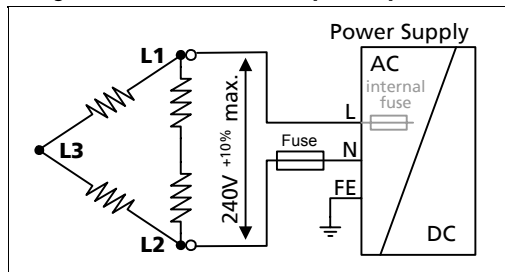 Power Supply
L1
AC
internal
fuse
L
240V +10% max.
Fuse
N
L3
FE
L2
DC